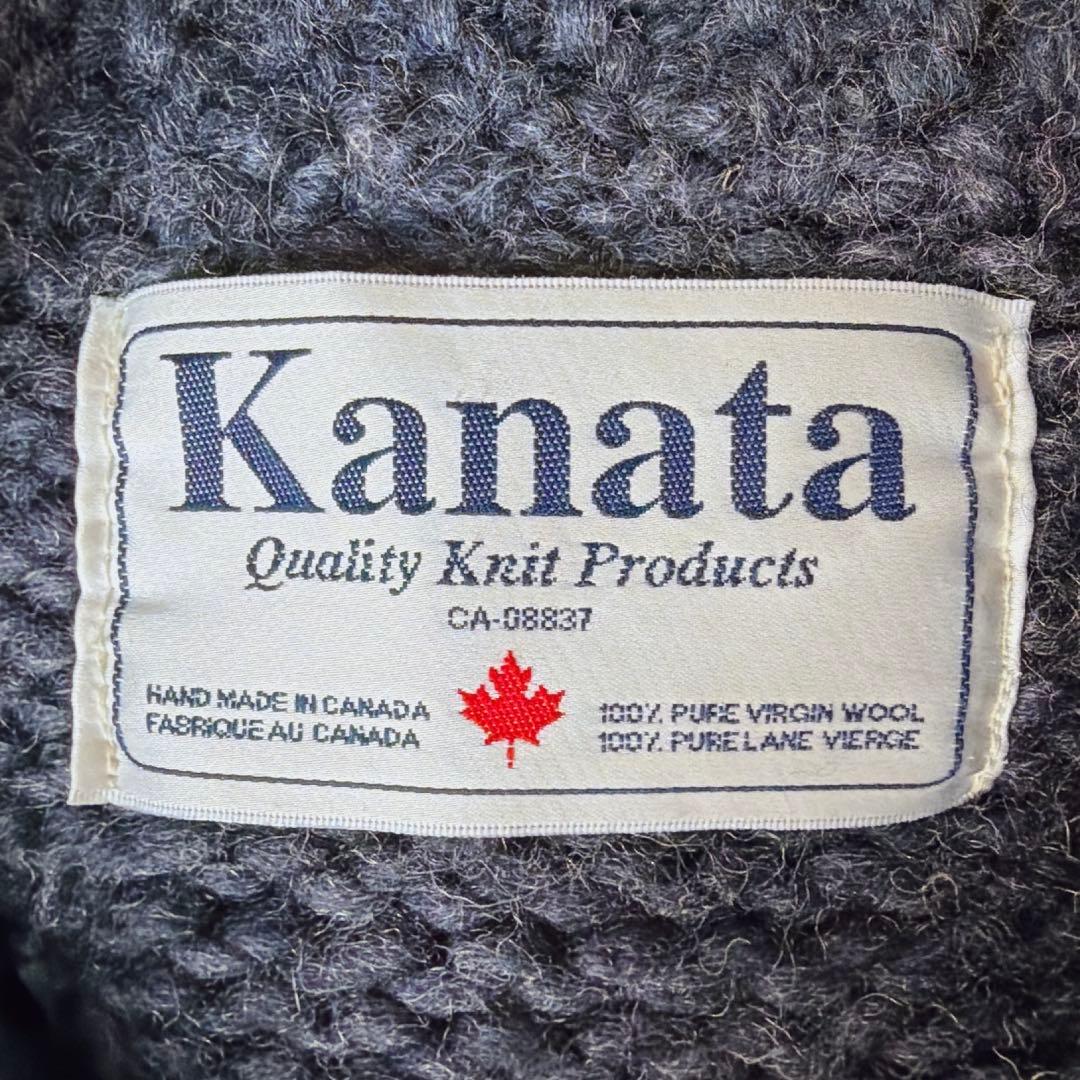 Kanata
Quality Knit Products
CA-08837
HAND MADE IN CANADA
FABRIQUE AU CANADA
100% PURE VIRGIN WOOL
100% PURE LAINE VIERGE